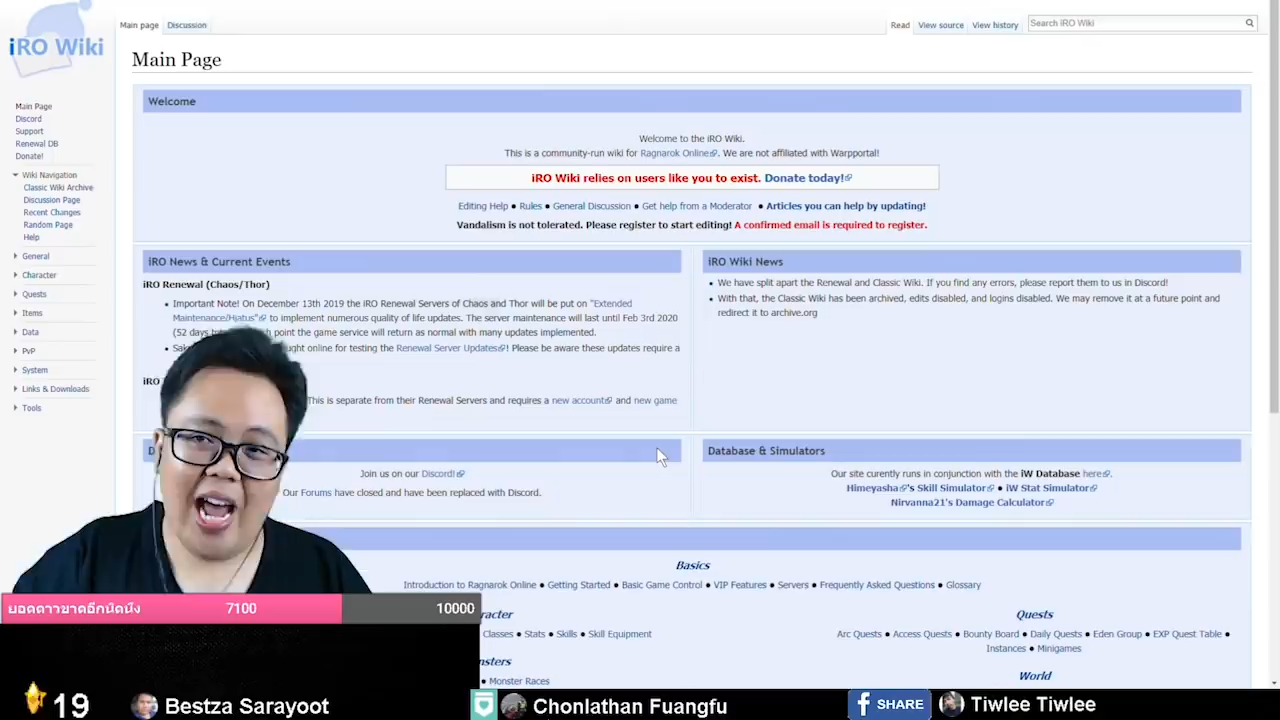 iRO Wiki
Main page Discussion
Read View source View history
Search iRO Wiki
Main Page
Main Page
Discord
Support
Renewal DB
Donate!
Wiki Navigation
Classic Wiki Archive
Discussion Page
Recent Changes
Random Page
Help
General
Character
Quests
Items
Data
PvP
System
Links & Downloads
Tools
Welcome
Welcome to the iRO Wiki.
This is a community-run wiki for Ragnarok Online. We are not affiliated with Warpportal!
iRO Wiki relies on users like you to exist. Donate today!
Editing Help • Rules • General Discussion • Get help from a Moderator • Articles you can help by updating!
Vandalism is not tolerated. Please register to start editing! A confirmed email is required to register.
iRO News & Current Events
iRO Renewal (Chaos/Thor)
Important Note! On December 13th 2019 the iRO Renewal Servers of Chaos and Thor will be put on "Extended
Maintenance/Hiatus" to implement numerous quality of life updates. The server maintenance will last until Feb 3rd 2020
(52 days point the game service will return as normal with many updates implemented.
online for testing the Renewal Server Updates! Please be aware these updates require a
iRO
This is separate from their Renewal Servers and requires a new account and new game
iRO Wiki News
We have split apart the Renewal and Classic Wiki. If you find any errors, please report them to us in Discord!
With that, the Classic Wiki has been archived, edits disabled, and logins disabled. We may remove it at a future point and
redirect it to archive.org
Join us on our Discord!
Our Forums have closed and have been replaced with Discord.
Database & Simulators
Our site curently runs in conjunction with the iW Database here.
Himeyasha's Skill Simulator • iW Stat Simulator
Nirvanna21's Damage Calculator
Basics
Introduction to Ragnarok Online • Getting Started • Basic Game Control • VIP Features • Servers • Frequently Asked Questions • Glossary
Classes • Stats • Skills • Skill Equipment
• Monster Races
Quests
Arc Quests • Access Quests • Bounty Board • Daily Quests • Eden Group • EXP Quest Table •
Instances • Minigames
World
ยอดดาวขาดอีกนิดนึง 7100 10000
19 Bestza Sarayoot Chonlathan Fuangfu f SHARE Tiwlee Tiwlee